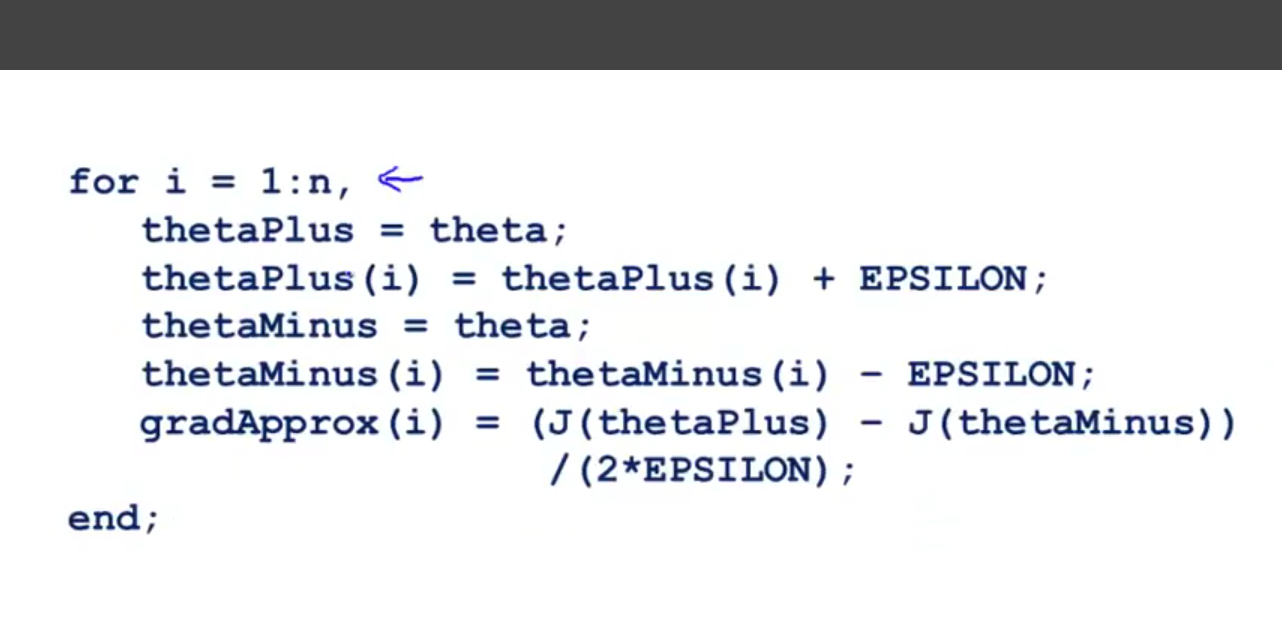 for i = 1:n,
thetaPlus = theta;
thetaPlus(i) = thetaPlus(i) + EPSILON;
thetaMinus = theta;
thetaMinus(i) = thetaMinus(i) - EPSILON;
gradApprox(i) = (J(thetaPlus) - J(thetaMinus))
/(2*EPSILON);
end;